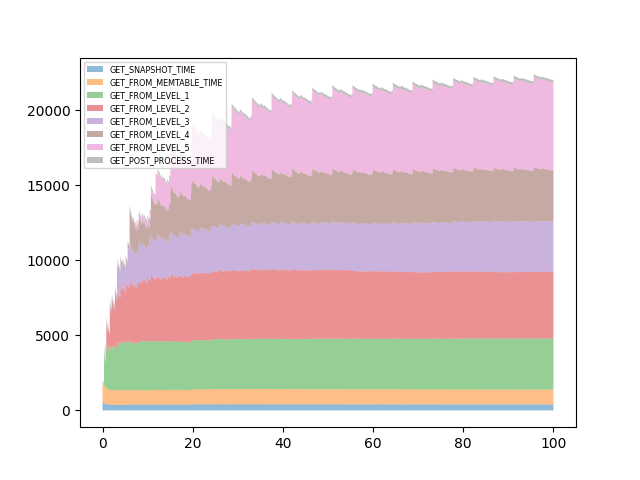 GET_SNAPSHOT_TIME
GET_FROM_MEMTABLE_TIME
GET_FROM_LEVEL_1
GET_FROM_LEVEL_2
GET_FROM_LEVEL_3
GET_FROM_LEVEL_4
GET_FROM_LEVEL_5
GET_POST_PROCESS_TIME
20000
15000
10000
5000
0
0 20 40 60 80 100